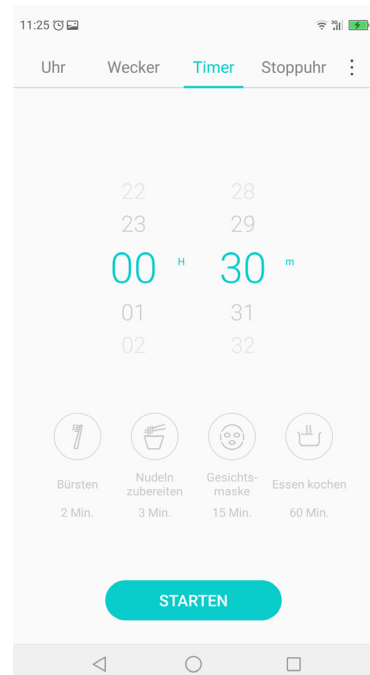 11:25
Uhr Wecker Timer Stoppuhr
22 28
23 29
00 H 30 m
01 31
02 32
Bürsten Nudeln zubereiten Gesichts-maske Essen kochen
2 Min. 3 Min. 15 Min. 60 Min.
STARTEN